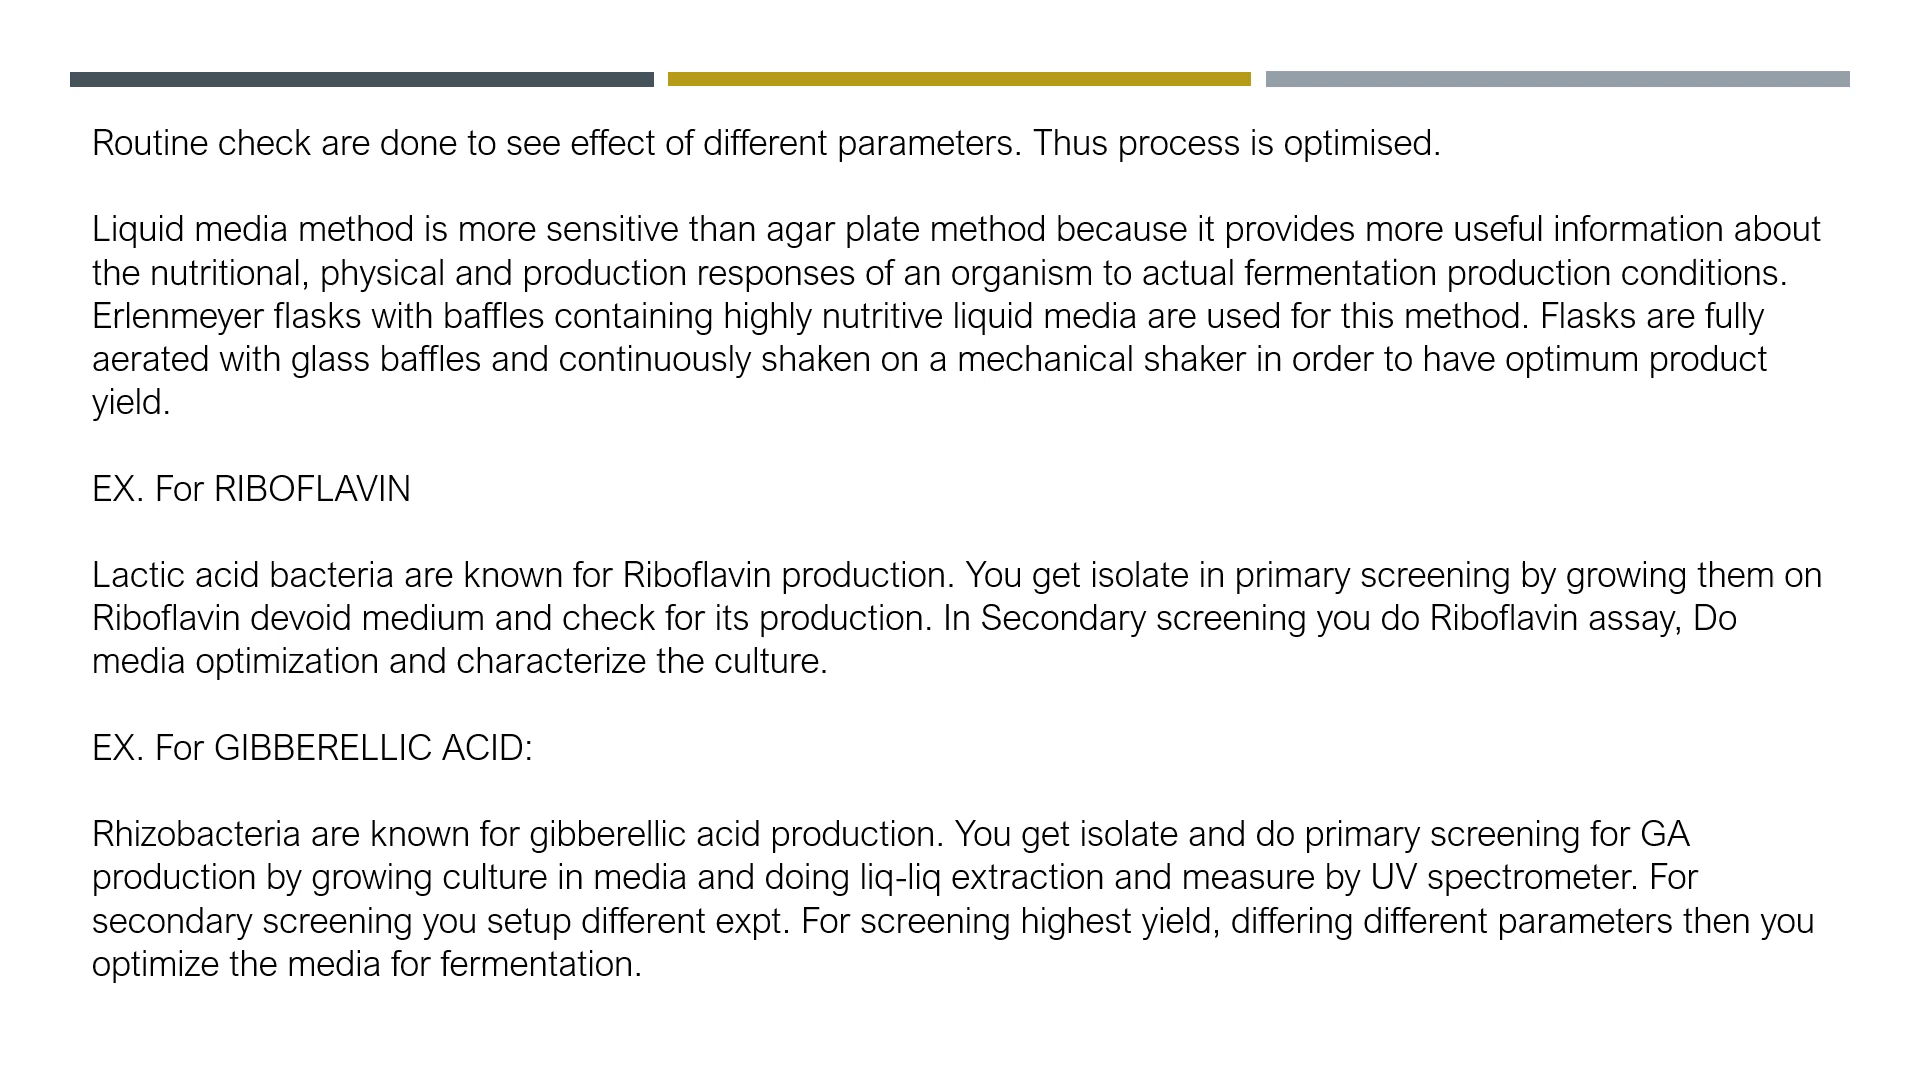 Routine check are done to see effect of different parameters. Thus process is optimised.
Liquid media method is more sensitive than agar plate method because it provides more useful information about
the nutritional, physical and production responses of an organism to actual fermentation production conditions.
Erlenmeyer flasks with baffles containing highly nutritive liquid media are used for this method. Flasks are fully
aerated with glass baffles and continuously shaken on a mechanical shaker in order to have optimum product
yield.
EX. For RIBOFLAVIN
Lactic acid bacteria are known for Riboflavin production. You get isolate in primary screening by growing them on
Riboflavin devoid medium and check for its production. In Secondary screening you do Riboflavin assay, Do
media optimization and characterize the culture.
EX. For GIBBERELLIC ACID:
Rhizobacteria are known for gibberellic acid production. You get isolate and do primary screening for GA
production by growing culture in media and doing liq-liq extraction and measure by UV spectrometer. For
secondary screening you setup different expt. For screening highest yield, differing different parameters then you
optimize the media for fermentation.